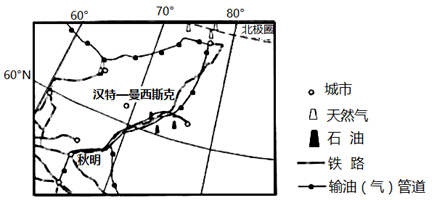 60° 70° 80°
北极圈
60°N
汉特—曼西斯克
秋明
城市
天然气
石 油
铁 路
输油（气）管道